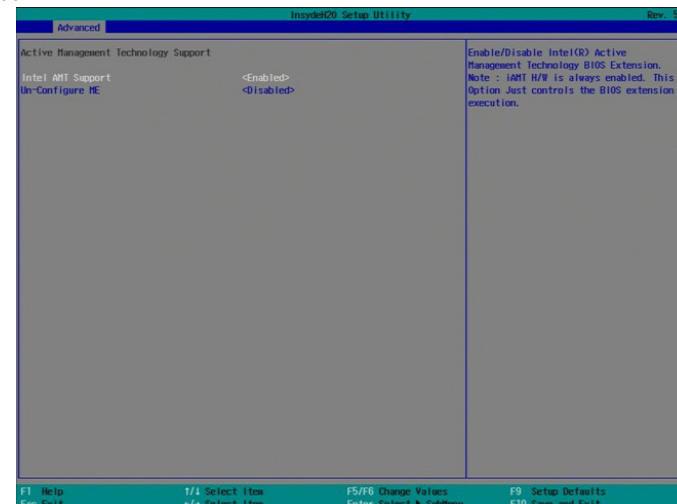 InsydeH20 Setup Utility Rev. 5
Advanced
Active Management Technology Support
Intel AMT Support <Enabled>
Un-Configure ME <Disabled>
Enable/Disable Intel(R) Active
Management Technology BIOS Extension.
Note : iAMT H/W is always enabled. This
Option Just controls the BIOS extension
execution.
F1 Help ↑/↓ Select Item F5/F6 Change Values F9 Setup Defaults
Esc Exit Select Item Enter Select ▶ SubMenu F10 Save and Exit